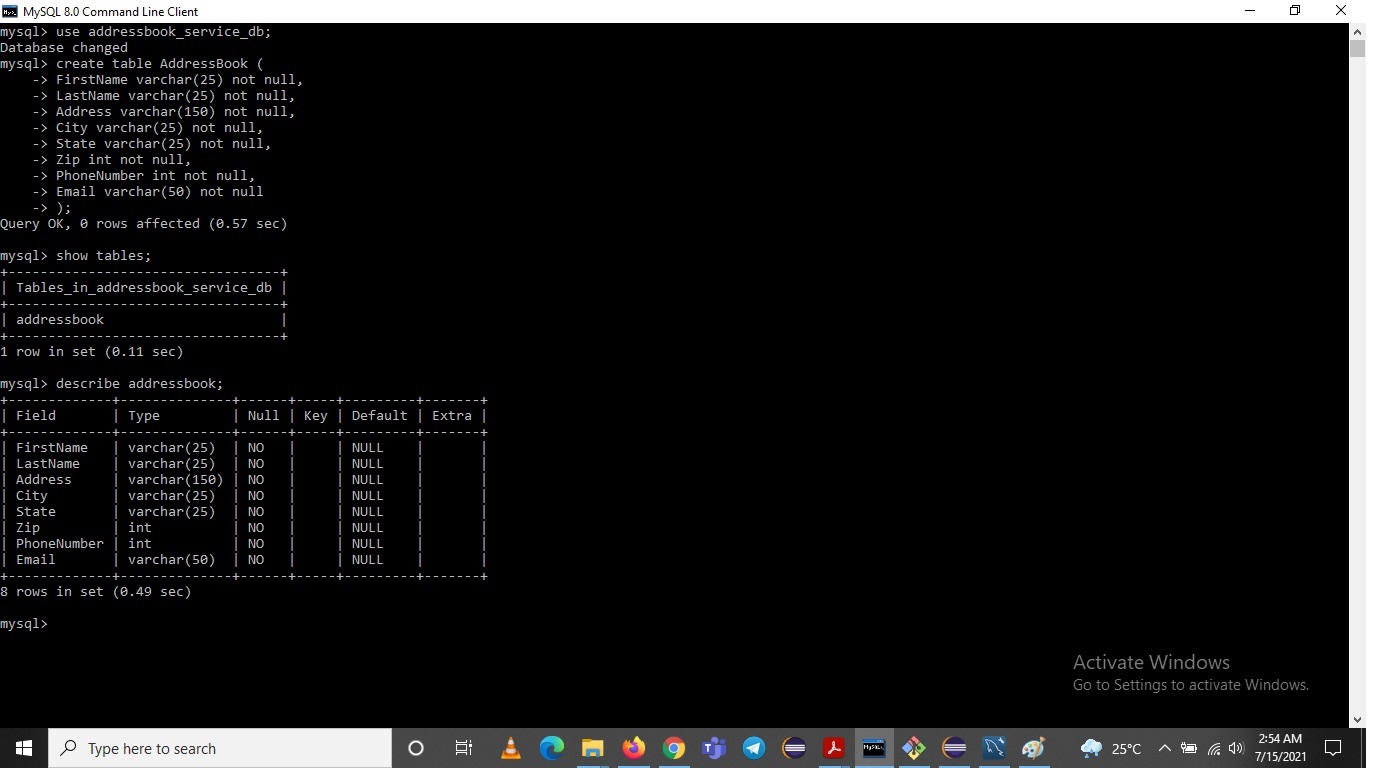 MySQL 8.0 Command Line Client
mysql> use addressbook_service_db;
Database changed
mysql> create table AddressBook (
    -> FirstName varchar(25) not null,
    -> LastName varchar(25) not null,
    -> Address varchar(150) not null,
    -> City varchar(25) not null,
    -> State varchar(25) not null,
    -> Zip int not null,
    -> PhoneNumber int not null,
    -> Email varchar(50) not null
    -> );
Query OK, 0 rows affected (0.57 sec)
mysql> show tables;
+----------------------------------+
| Tables_in_addressbook_service_db |
+----------------------------------+
| addressbook                      |
+----------------------------------+
1 row in set (0.11 sec)
mysql> describe addressbook;
+-------------+--------------+------+-----+---------+-------+
| Field       | Type         | Null | Key | Default | Extra |
+-------------+--------------+------+-----+---------+-------+
| FirstName   | varchar(25)  | NO   |     | NULL    |       |
| LastName    | varchar(25)  | NO   |     | NULL    |       |
| Address     | varchar(150) | NO   |     | NULL    |       |
| City        | varchar(25)  | NO   |     | NULL    |       |
| State       | varchar(25)  | NO   |     | NULL    |       |
| Zip         | int          | NO   |     | NULL    |       |
| PhoneNumber | int          | NO   |     | NULL    |       |
| Email       | varchar(50)  | NO   |     | NULL    |       |
+-------------+--------------+------+-----+---------+-------+
8 rows in set (0.49 sec)
mysql>
Activate Windows
Go to Settings to activate Windows.
Type here to search
25°C
2:54 AM
7/15/2021